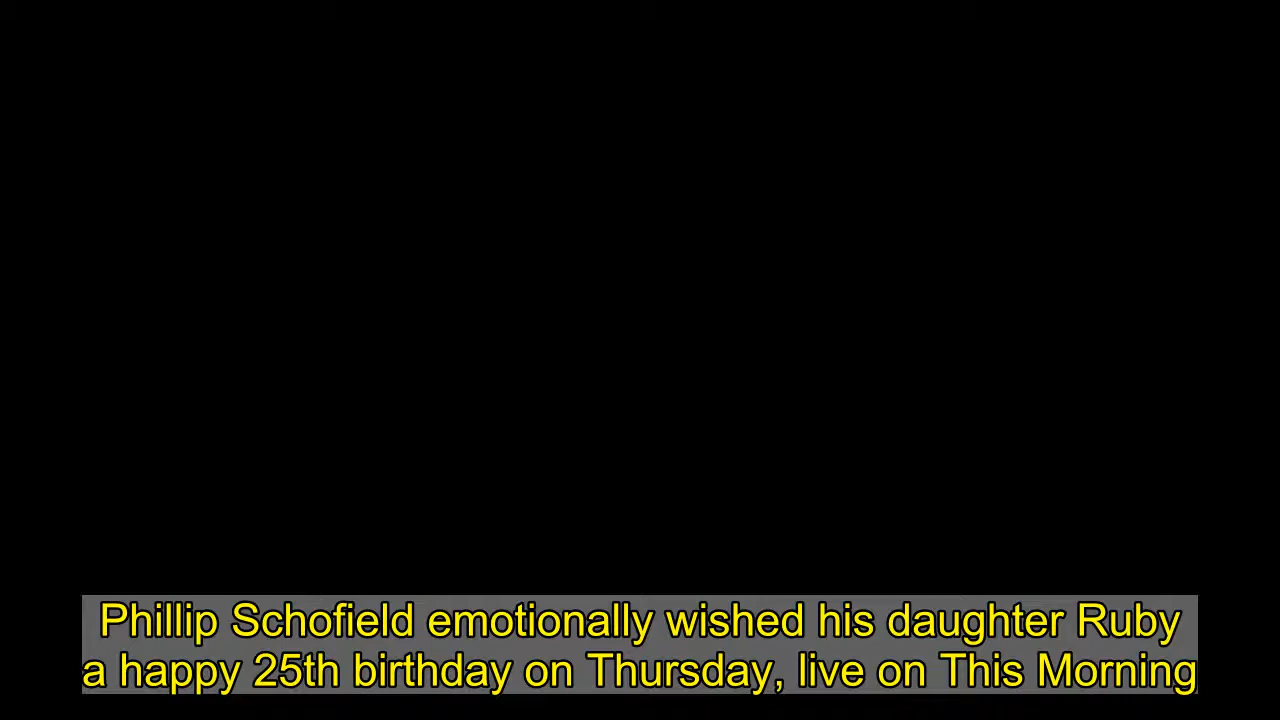 Phillip Schofield emotionally wished his daughter Ruby
a happy 25th birthday on Thursday, live on This Morning